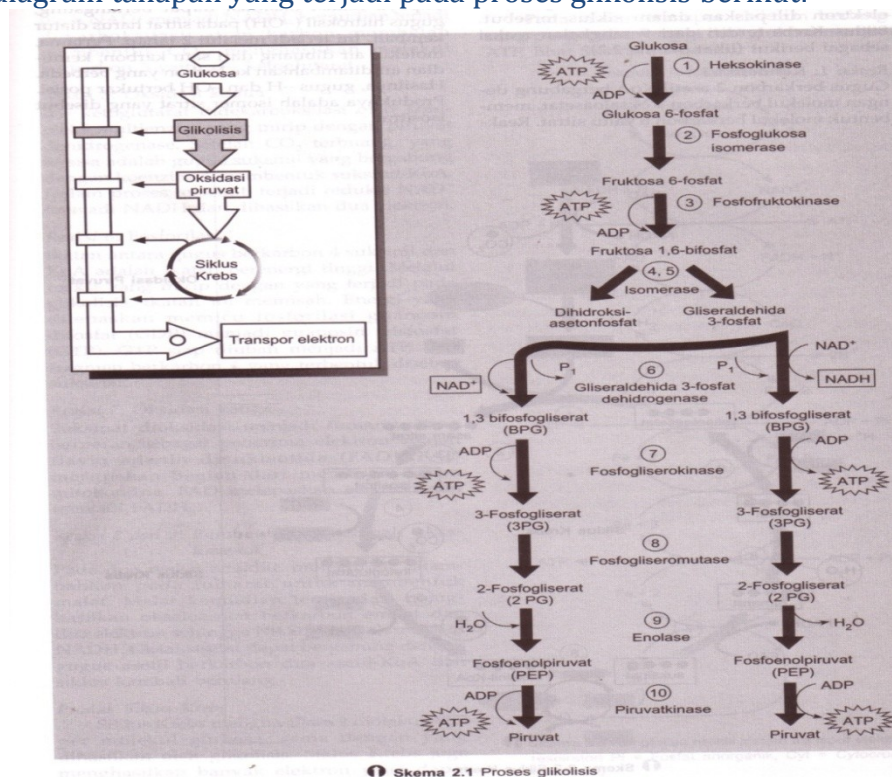 tahapan yang terjadi pada proses glikolisis berikut.
Glukosa
Glikolisis
Oksidasi
piruvat
Siklus
Krebs
Transpor elektron
Glukosa
ATP
ADP
1 Heksokinase
Glukosa 6-fosfat
2 Fosfoglukosa
isomerase
Fruktosa 6-fosfat
ATP
ADP
3 Fosfofruktokinase
Fruktosa 1,6-bifosfat
4, 5
Isomerase
Dihidroksi-
asetonfosfat
Gliseraldehida
3-fosfat
NAD+
P1
6
Gliseraldehida 3-fosfat
dehidrogenase
P1
NAD+
NADH
1,3 bifosfogliserat
(BPG)
1,3 bifosfogliserat
(BPG)
ADP
ATP
7
Fosfogliserokinase
ADP
ATP
3-Fosfogliserat
(3PG)
3-Fosfogliserat
(3PG)
8
Fosfogliseromutase
2-Fosfogliserat
(2 PG)
2-Fosfogliserat
(2 PG)
H2O
9
Enolase
H2O
Fosfoenolpiruvat
(PEP)
Fosfoenolpiruvat
(PEP)
ADP
ATP
10
Piruvatkinase
ADP
ATP
Piruvat
Piruvat
Skema 2.1 Proses glikolisis